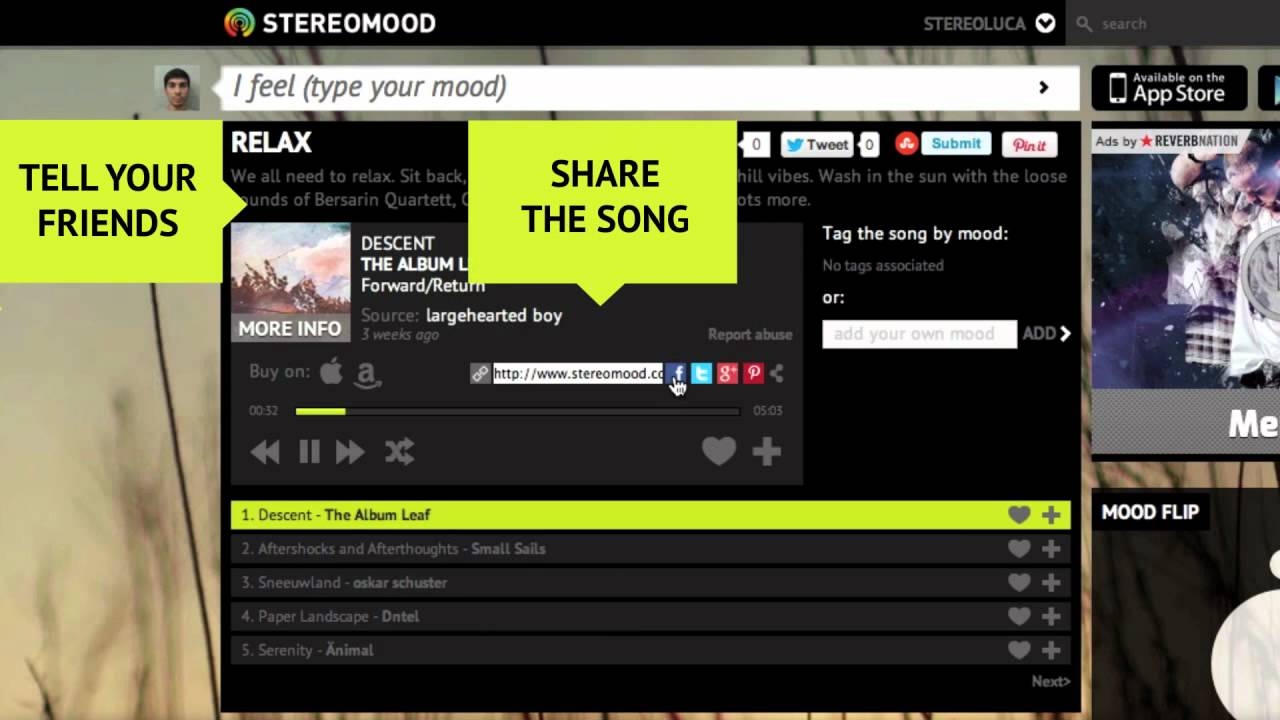 STEREOMOOD
STEREOLUCA
search
I feel (type your mood)
Available on the
App Store
TELL YOUR
FRIENDS
RELAX
SHARE
THE SONG
0
Tweet
0
Submit
Pin it
Ads by REVERBNATION
We all need to relax. Sit back, hill vibes. Wash in the sun with the loose
ounds of Bersarin Quartett, ots more.
DESCENT
THE ALBUM L
Forward/Return
MORE INFO
Source: largehearted boy
3 weeks ago
Report abuse
Tag the song by mood:
No tags associated
or:
add your own mood
ADD
Buy on:
http://www.stereomood.co
00:32
05:03
Me
1. Descent - The Album Leaf
2. Aftershocks and Afterthoughts - Small Sails
3. Sneeuwland - oskar schuster
4. Paper Landscape - Dntel
5. Serenity - Änimal
Next>
MOOD FLIP